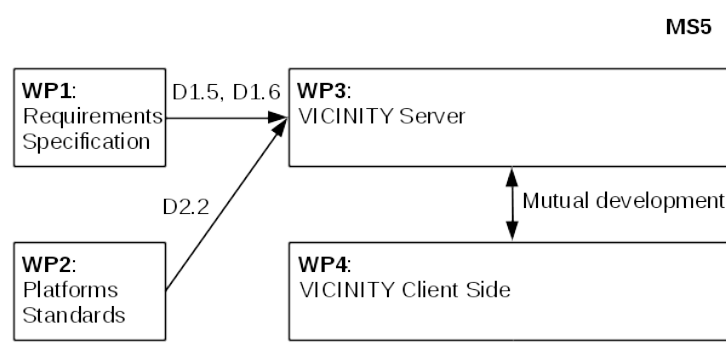 MS5
WP1:
Requirements
Specification
D1.5, D1.6
WP3:
VICINITY Server
D2.2
Mutual development
WP2:
Platforms
Standards
WP4:
VICINITY Client Side